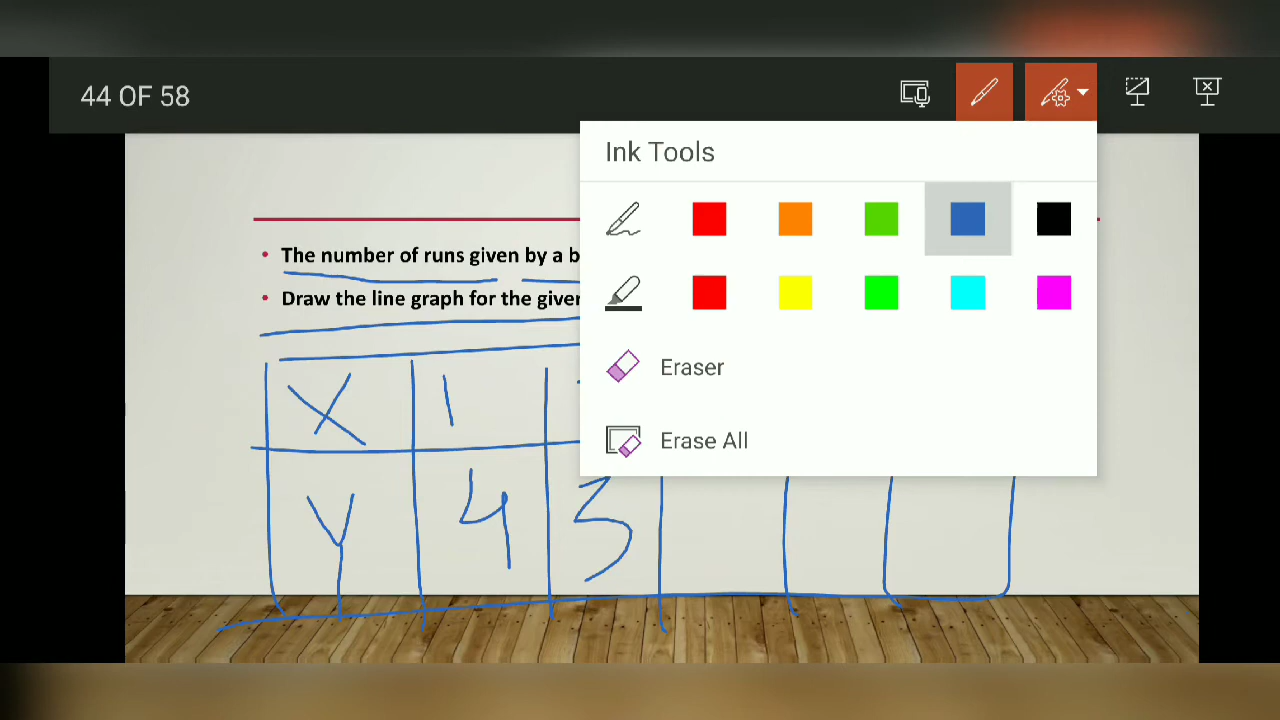 44 OF 58
Ink Tools
The number of runs given by a b
Draw the line graph for the giver
Eraser
Erase All
X 1
Y 4 3